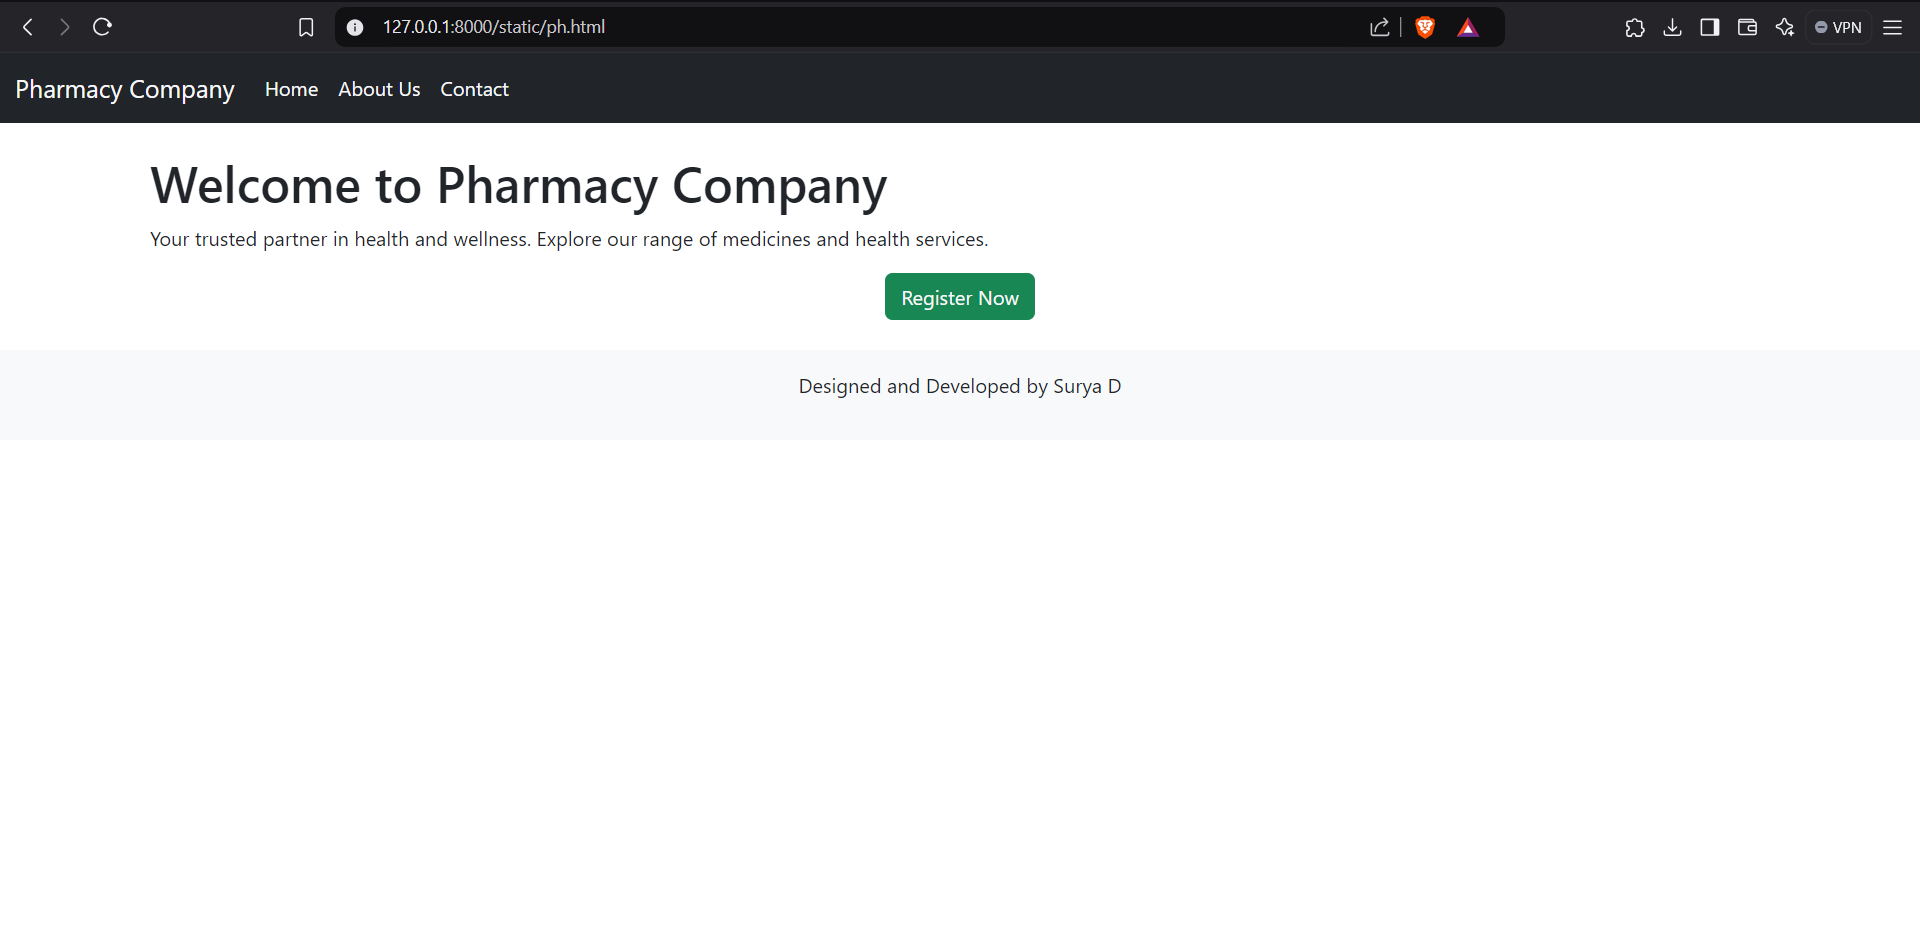 127.0.0.1:8000/static/ph.html
VPN
Pharmacy Company Home About Us Contact
Welcome to Pharmacy Company
Your trusted partner in health and wellness. Explore our range of medicines and health services.
Register Now
Designed and Developed by Surya D